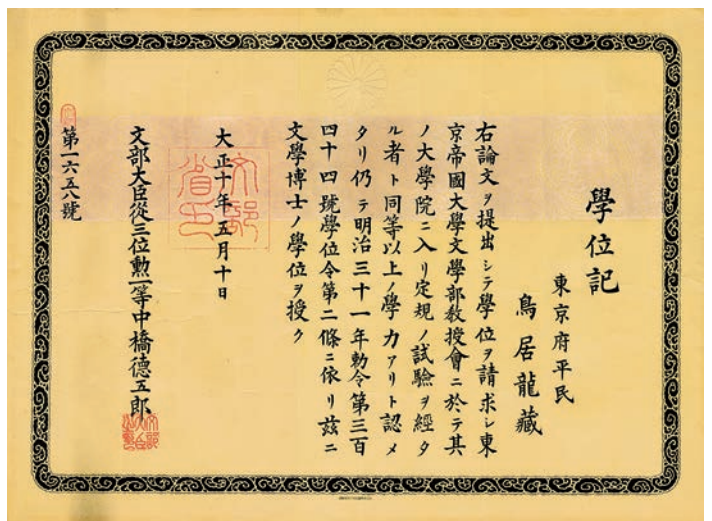 學位記
東京府平民
鳥居龍藏
右論文ヲ提出シテ學位ヲ請求シ東
京帝國大學文學部教授會ニ於テ其
ノ大學院ニ入リ定規ノ試驗ヲ經タ
ル者ト同等以上ノ學力アリト認メ
タリ仍テ明治三十一年勅令第三百
四十四號學位令第二條ニ依リ茲ニ
文學博士ノ學位ヲ授ク
大正十年五月十日
文部省印
文部大臣從三位勲一等中橋德五郎
第一六五八號